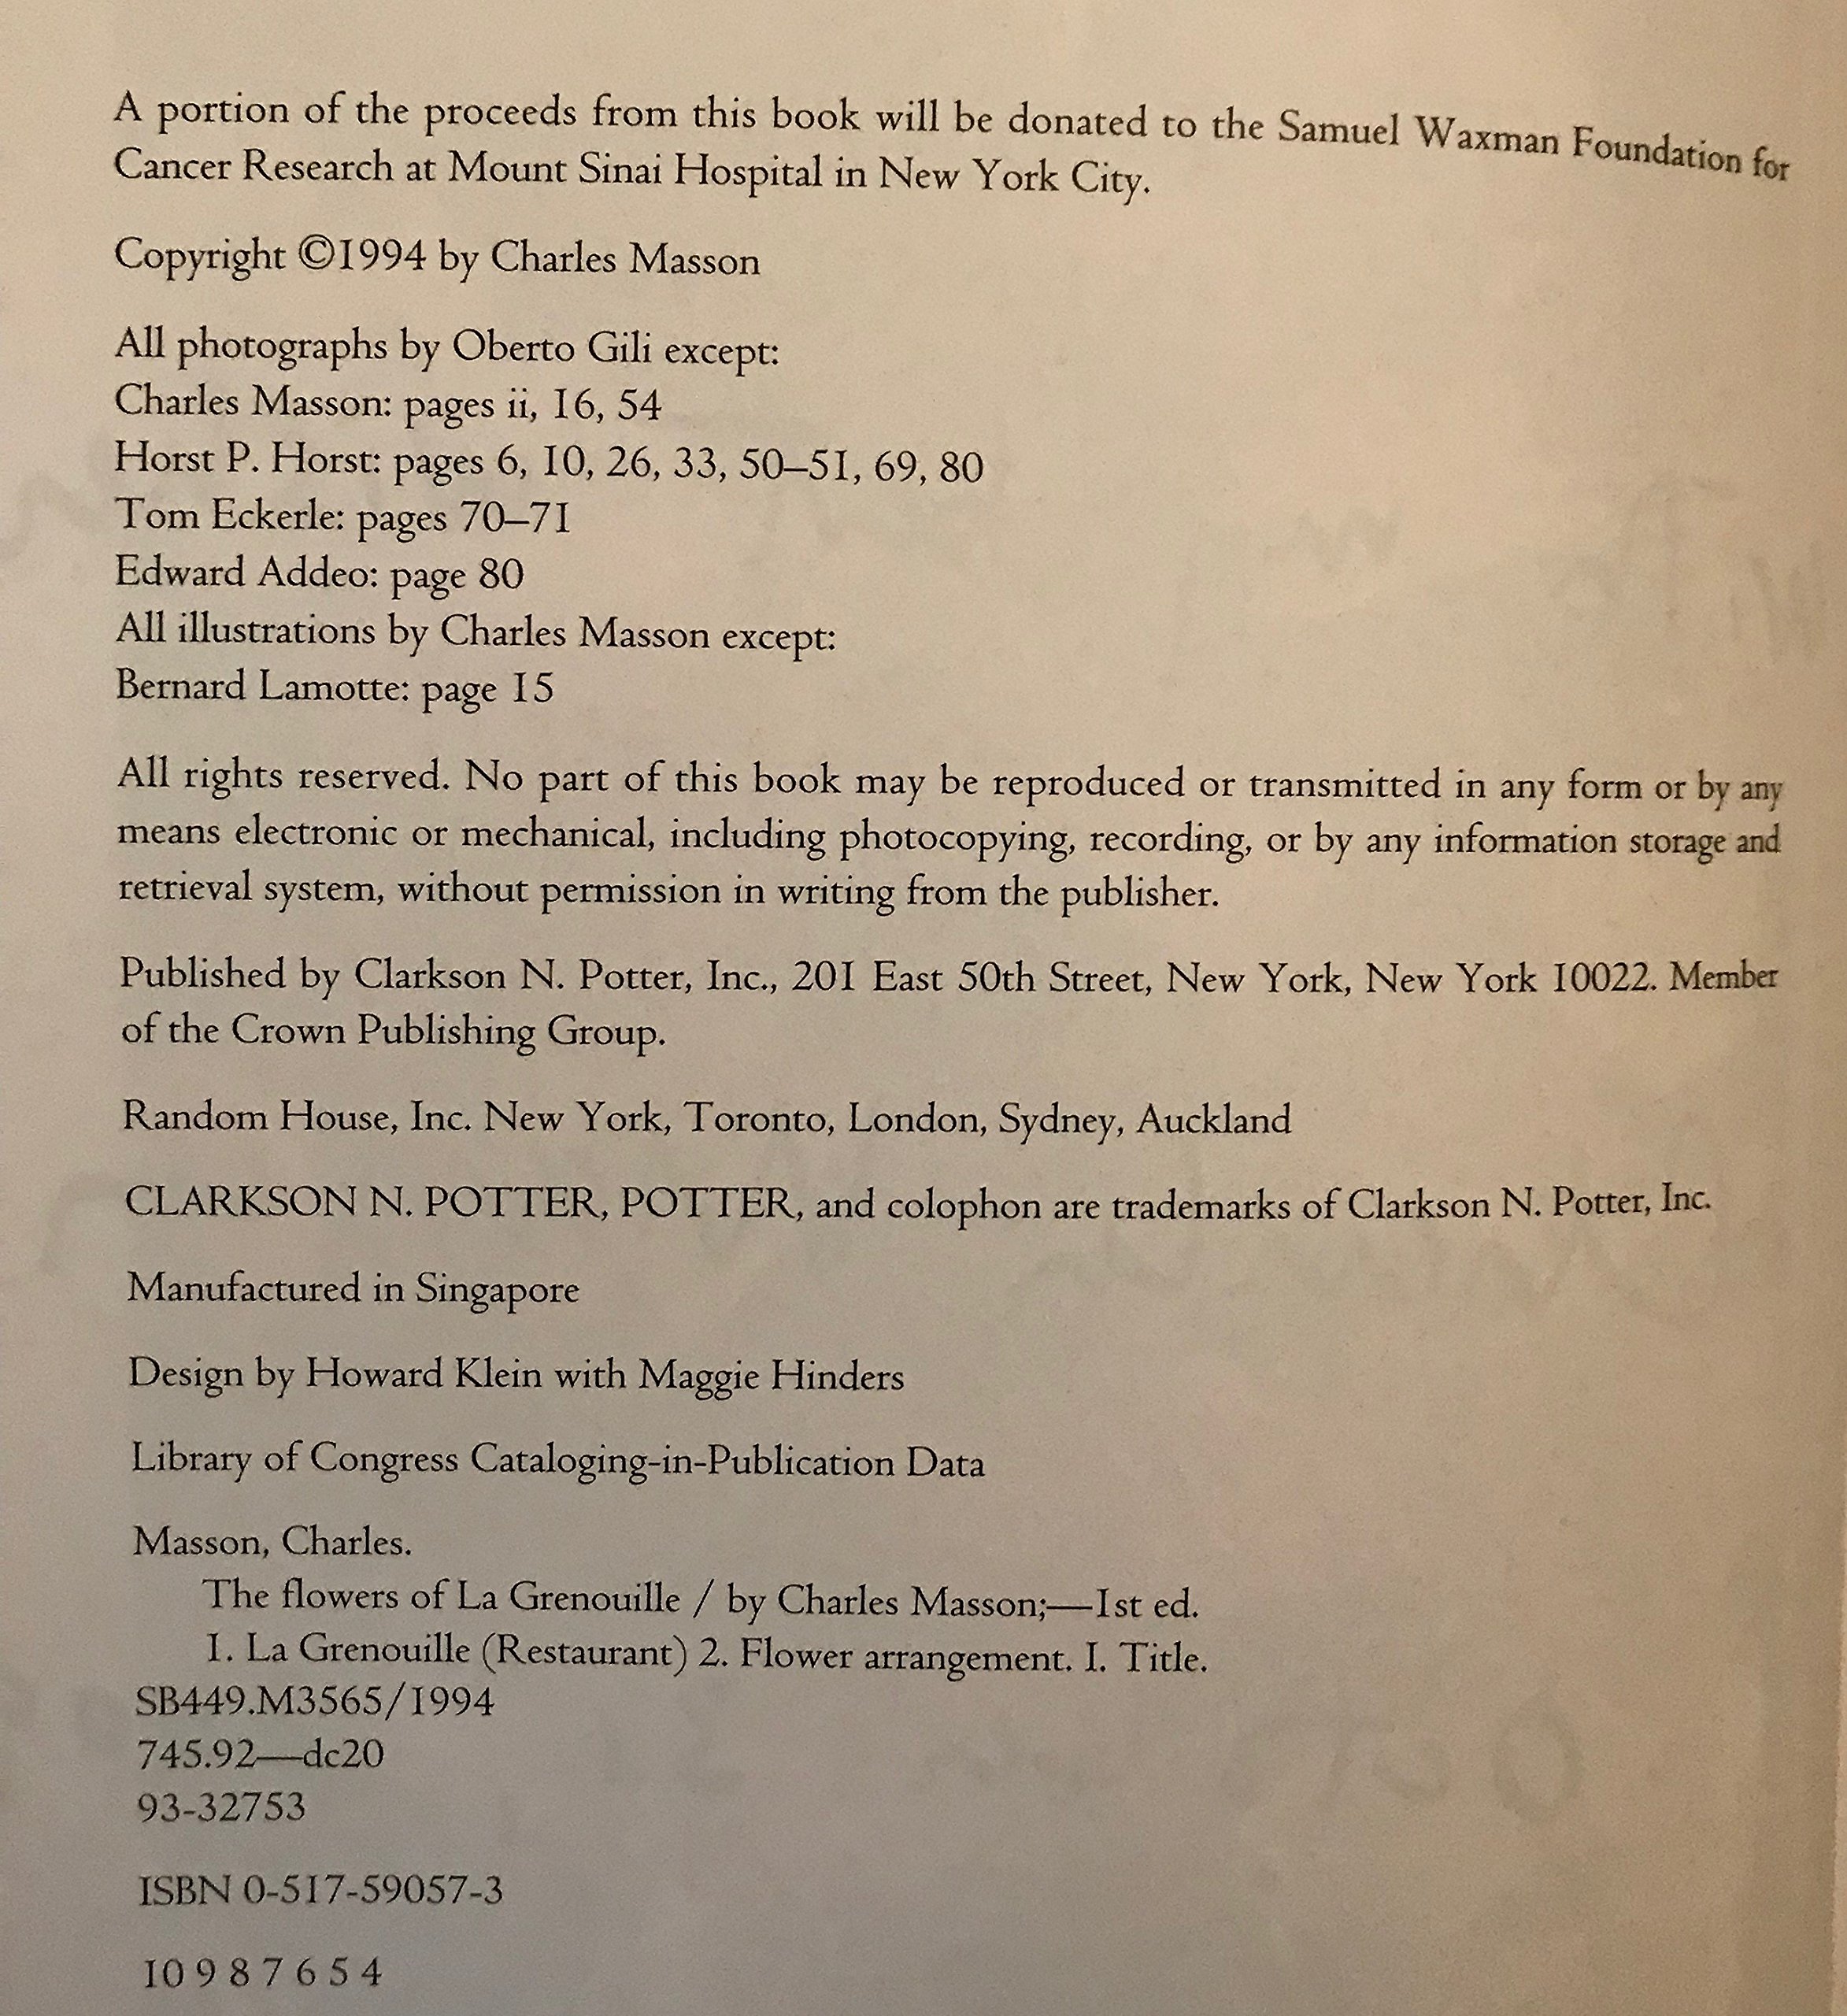 A portion of the proceeds from this book will be donated to the Samuel Waxman Foundation for
Cancer Research at Mount Sinai Hospital in New York City.
Copyright ©1994 by Charles Masson
All photographs by Oberto Gili except:
Charles Masson: pages ii, 16, 54
Horst P. Horst: pages 6, 10, 26, 33, 50–51, 69, 80
Tom Eckerle: pages 70–71
Edward Addeo: page 80
All illustrations by Charles Masson except:
Bernard Lamotte: page 15
All rights reserved. No part of this book may be reproduced or transmitted in any form or by any
means electronic or mechanical, including photocopying, recording, or by any information storage and
retrieval system, without permission in writing from the publisher.
Published by Clarkson N. Potter, Inc., 201 East 50th Street, New York, New York 10022. Member
of the Crown Publishing Group.
Random House, Inc. New York, Toronto, London, Sydney, Auckland
CLARKSON N. POTTER, POTTER, and colophon are trademarks of Clarkson N. Potter, Inc.
Manufactured in Singapore
Design by Howard Klein with Maggie Hinders
Library of Congress Cataloging-in-Publication Data
Masson, Charles.
The flowers of La Grenouille / by Charles Masson;—1st ed.
1. La Grenouille (Restaurant) 2. Flower arrangement. I. Title.
SB449.M3565/1994
745.92—dc20
93-32753
ISBN 0-517-59057-3
10 9 8 7 6 5 4